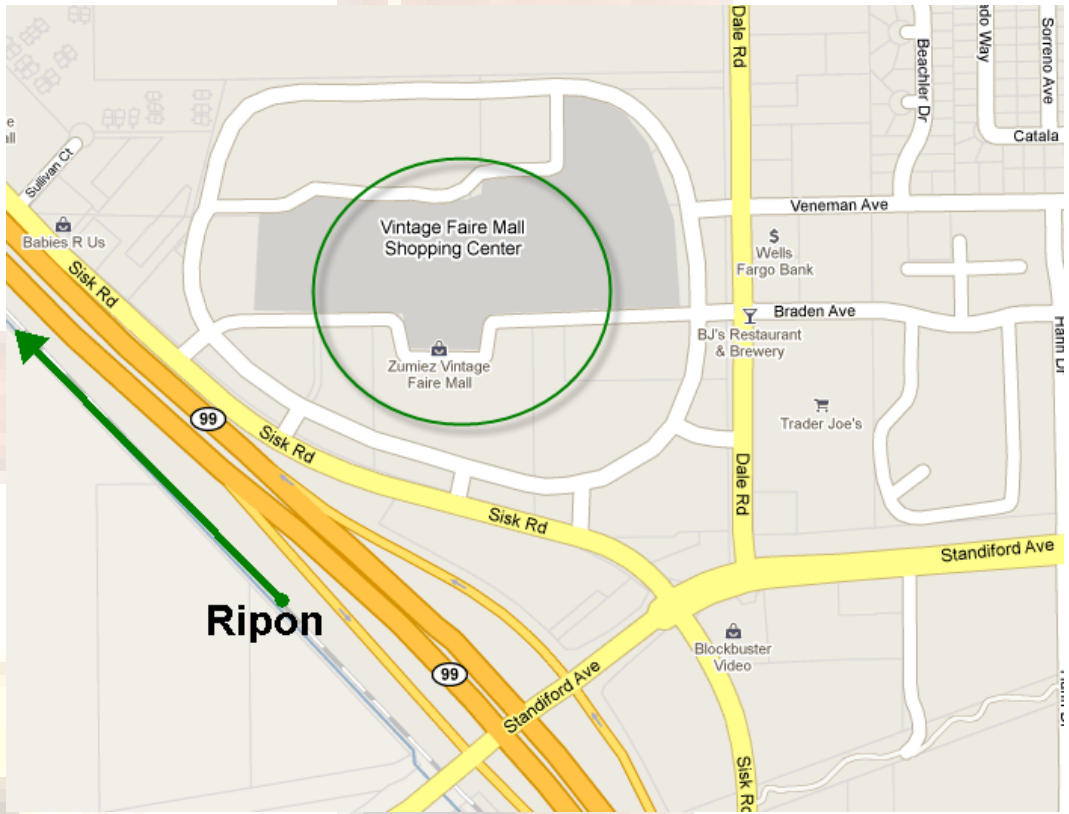 Dale Rd
Beachler Dr
Sorreno Ave
Catala
Sullivan Ct
Veneman Ave
Babies R Us
Vintage Faire Mall
Shopping Center
$
Wells
Fargo Bank
Sisk Rd
Braden Ave
BJ's Restaurant
& Brewery
Zumiez Vintage
Faire Mall
Trader Joe's
99
Sisk Rd
Dale Rd
Sisk Rd
Standiford Ave
Ripon
Blockbuster
Video
99
Standiford Ave
Sisk Rd